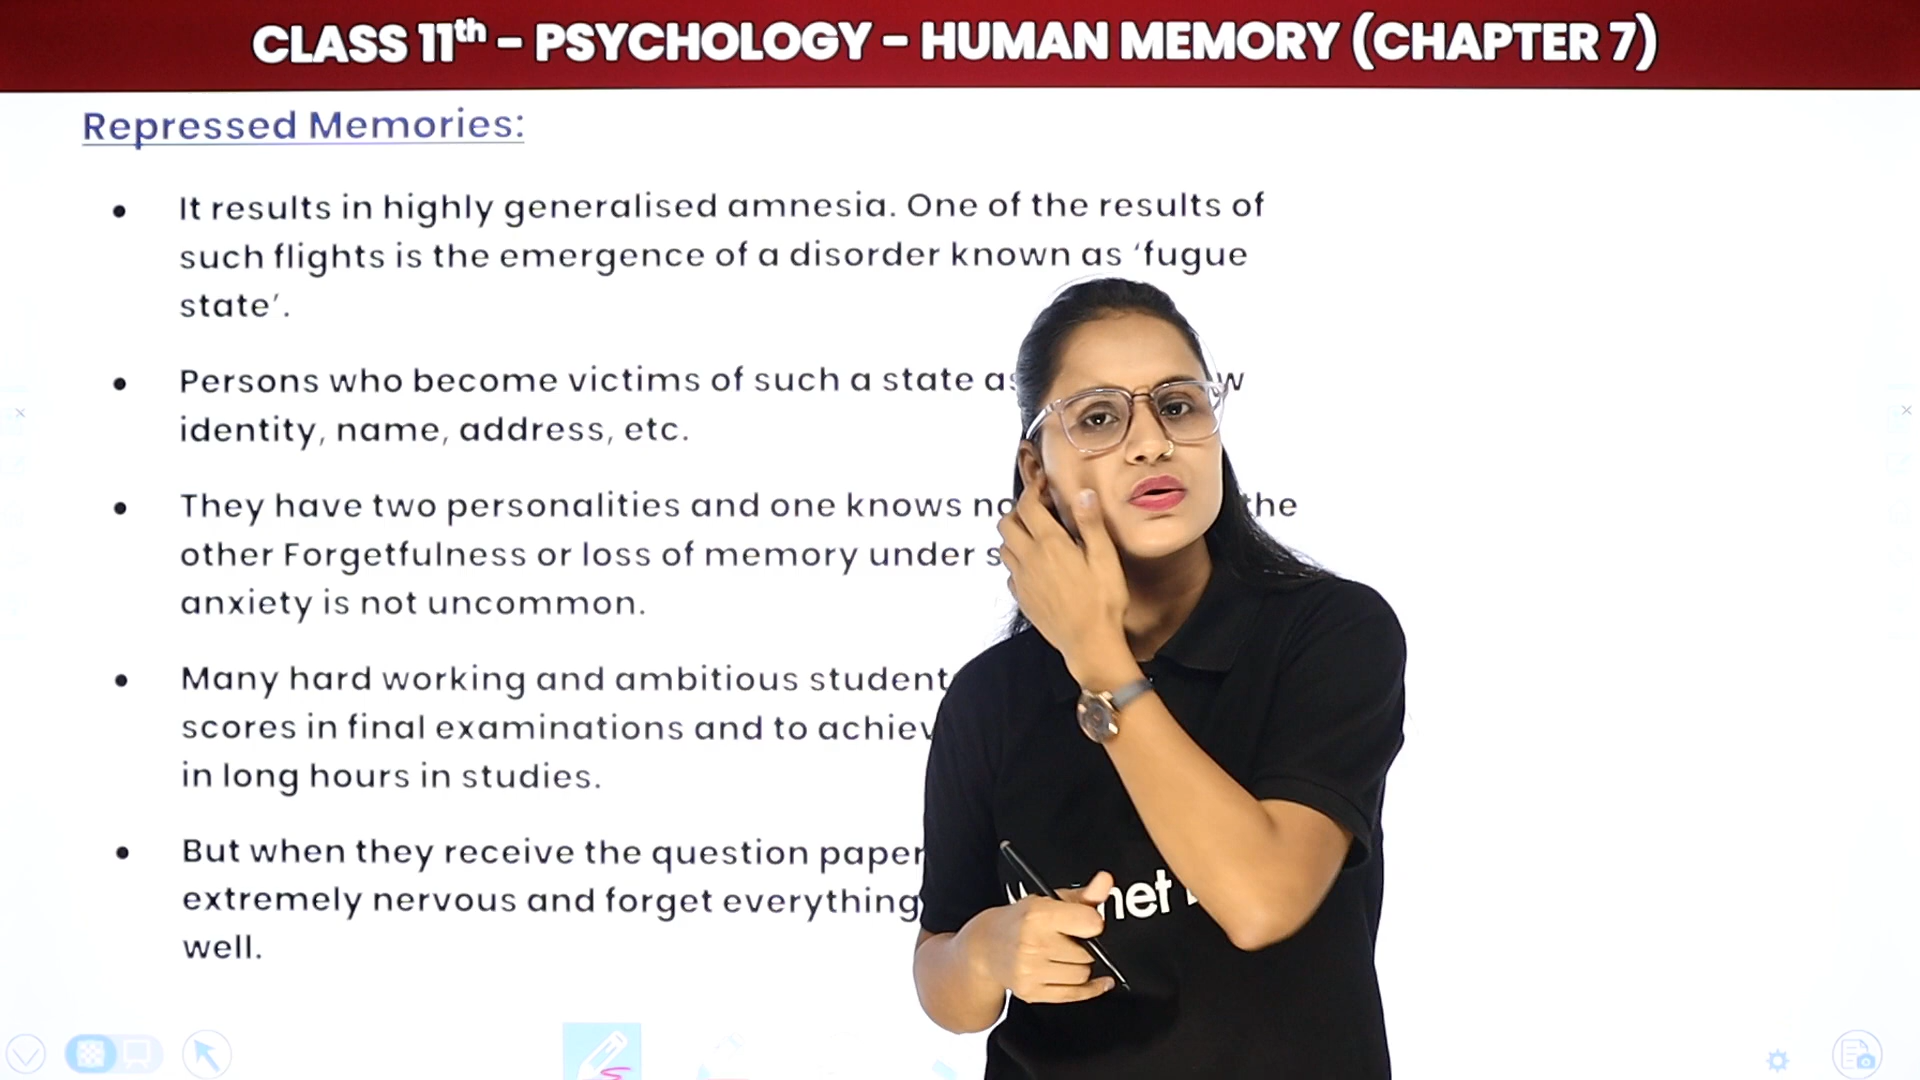 CLASS 11th – PSYCHOLOGY – HUMAN MEMORY (CHAPTER 7)
Repressed Memories:
• It results in highly generalised amnesia. One of the results of
such flights is the emergence of a disorder known as ‘fugue
state’.
• Persons who become victims of such a state
identity, name, address, etc.
• They have two personalities and one knows the
other Forgetfulness or loss of memory under
anxiety is not uncommon.
• Many hard working and ambitious
scores in final examinations and to
in long hours in studies.
• But when they receive the question paper
extremely nervous and forget everything
well.